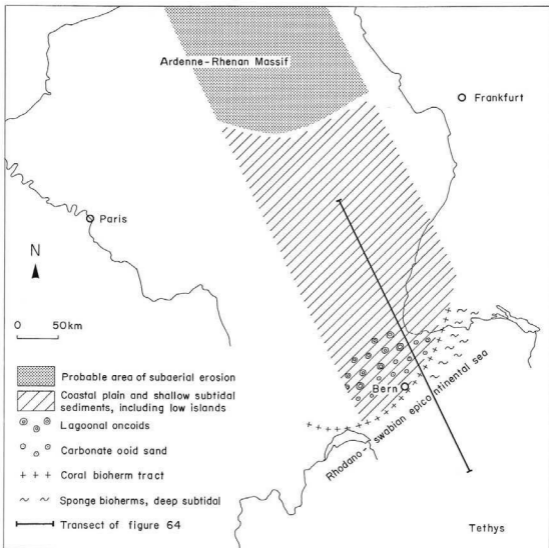 Ardenne-Rhenan Massif
Frankfurt
Paris
N
0 50km
Bern
Rhodano-swabian epicontinental sea
Probable area of subaerial erosion
Coastal plain and shallow subtidal
sediments, including low islands
Lagoonal oncoids
Carbonate ooid sand
Coral bioherm tract
Sponge bioherms, deep subtidal
Transect of figure 64
Tethys